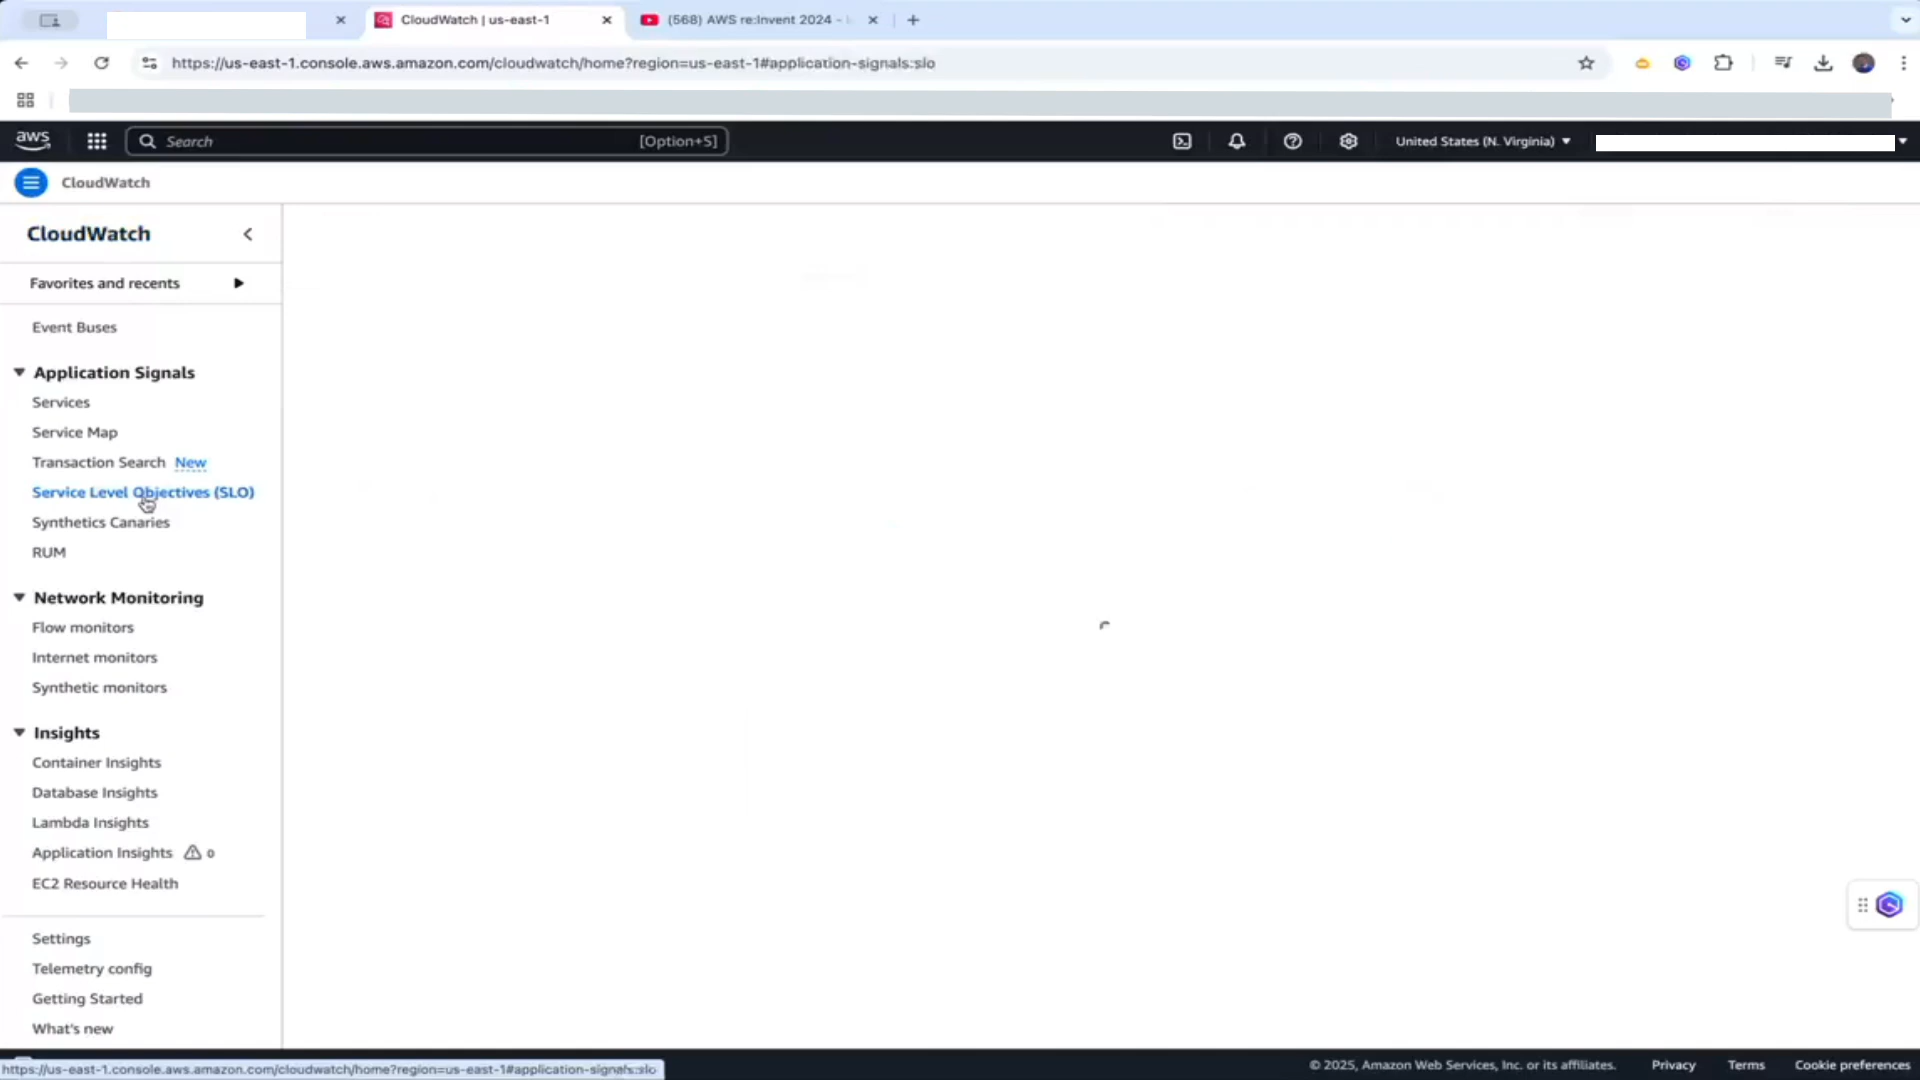 CloudWatch | us-east-1
(568) AWS re:Invent 2024 -
https://us-east-1.console.aws.amazon.com/cloudwatch/home?region=us-east-1#application-signals:slo
aws
Search
[Option+S]
United States (N. Virginia)
CloudWatch
CloudWatch
Favorites and recents
Event Buses
Application Signals
Services
Service Map
Transaction Search New
Service Level Objectives (SLO)
Synthetics Canaries
RUM
Network Monitoring
Flow monitors
Internet monitors
Synthetic monitors
Insights
Container Insights
Database Insights
Lambda Insights
Application Insights 0
EC2 Resource Health
Settings
Telemetry config
Getting Started
What's new
https://us-east-1.console.aws.amazon.com/cloudwatch/home?region=us-east-1#application-signals:slo
© 2025, Amazon Web Services, Inc. or its affiliates.
Privacy
Terms
Cookie preferences